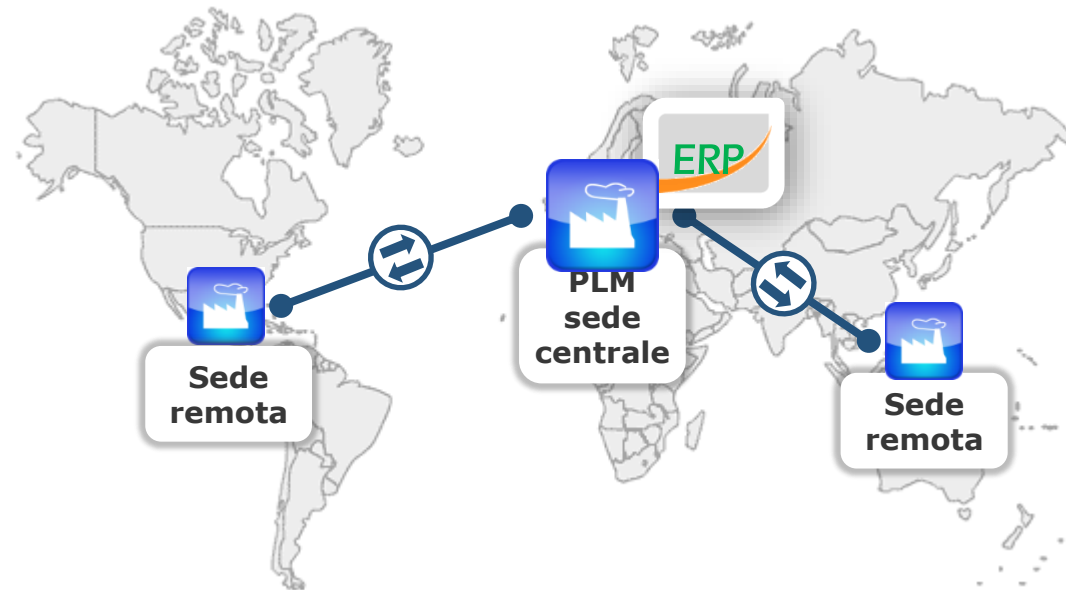 ERP
PLM
sede
centrale
Sede
remota
Sede
remota